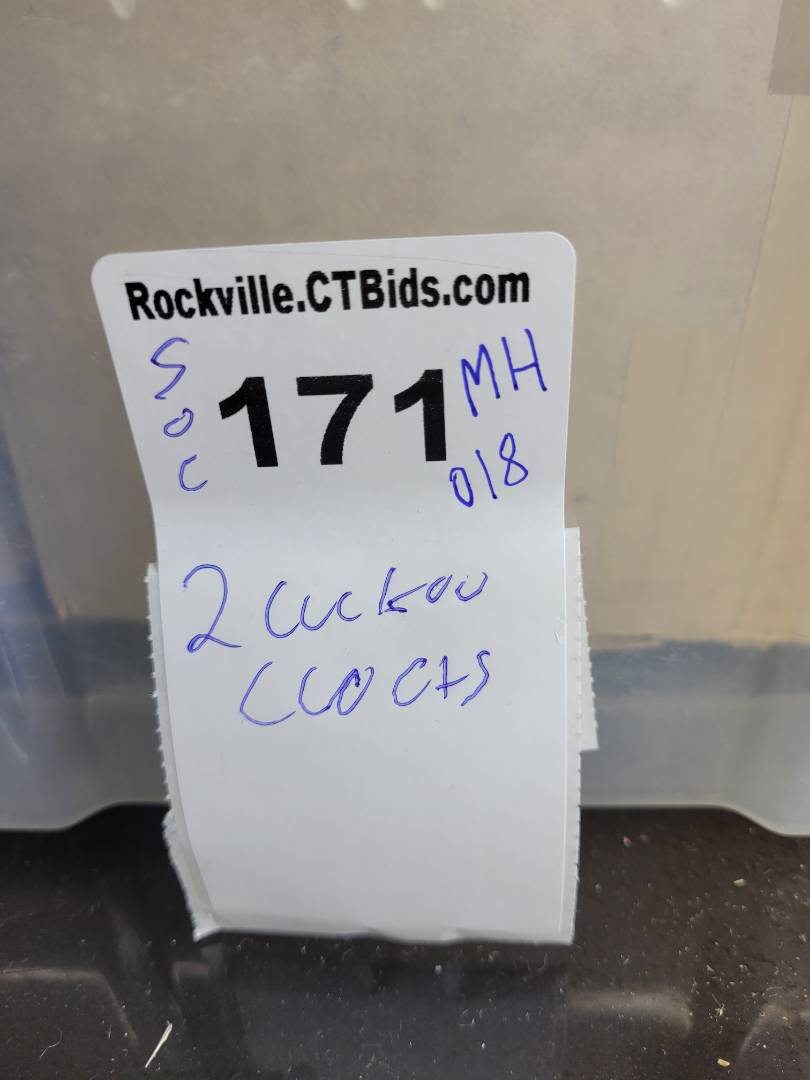 Rockville.CTBids.com
SOC
171
MH
018
2 Cuckoo
Clocks